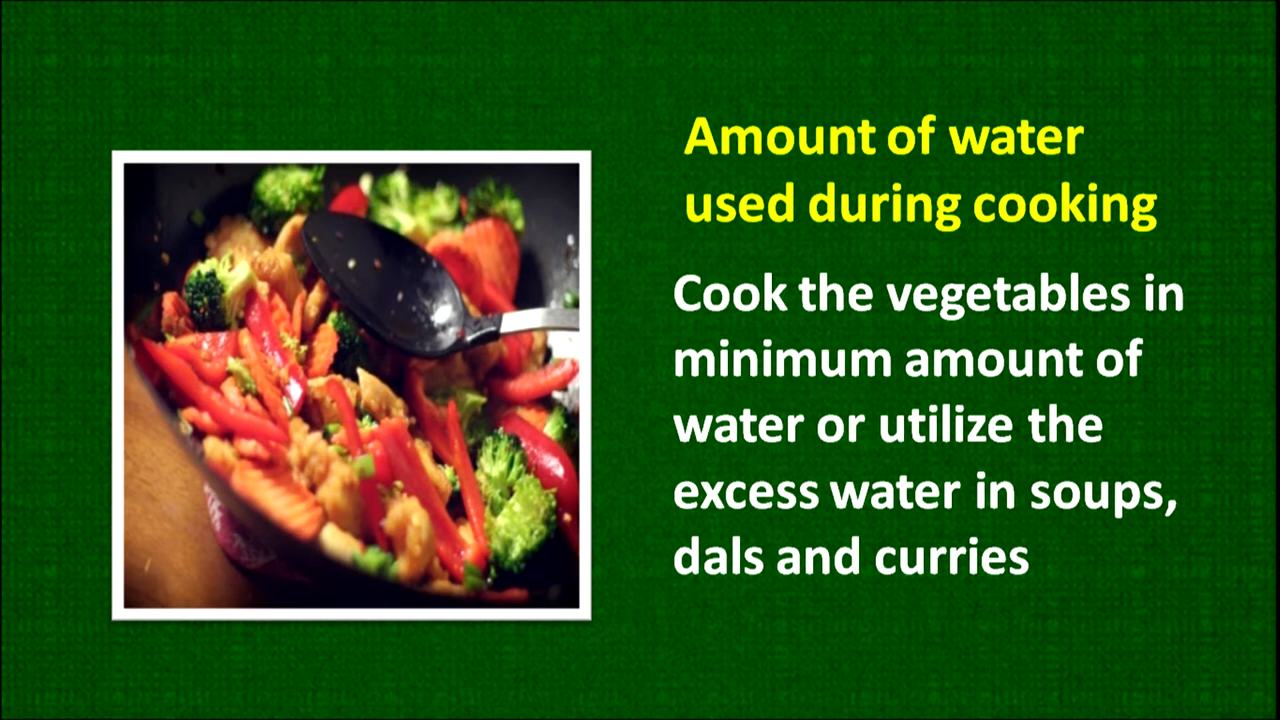 Amount of water
used during cooking
Cook the vegetables in
minimum amount of
water or utilize the
excess water in soups,
dals and curries